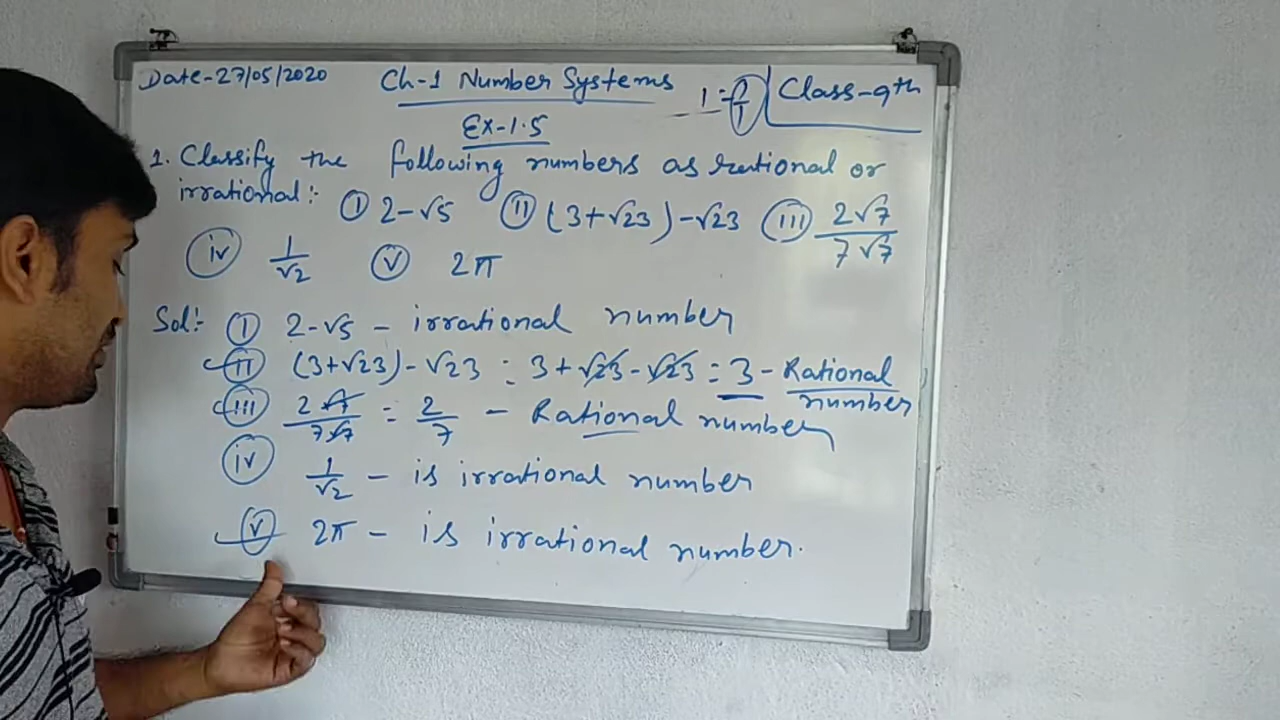 Date-27/05/2020 Ch-1 Number Systems Class-9th
Ex-1.5
1. Classify the following numbers as rational or
irrational:- (i) 2-√5 (ii) (3+√23)-√23 (iii) 2√7/7√7
(iv) 1/√2 (v) 2π
Sol:- (i) 2-√5 - irrational number
(ii) (3+√23)-√23 = 3+√23-√23 = 3 - Rational number
(iii) 2√7/7√7 = 2/7 - Rational number
(iv) 1/√2 - is irrational number
(v) 2π - is irrational number.